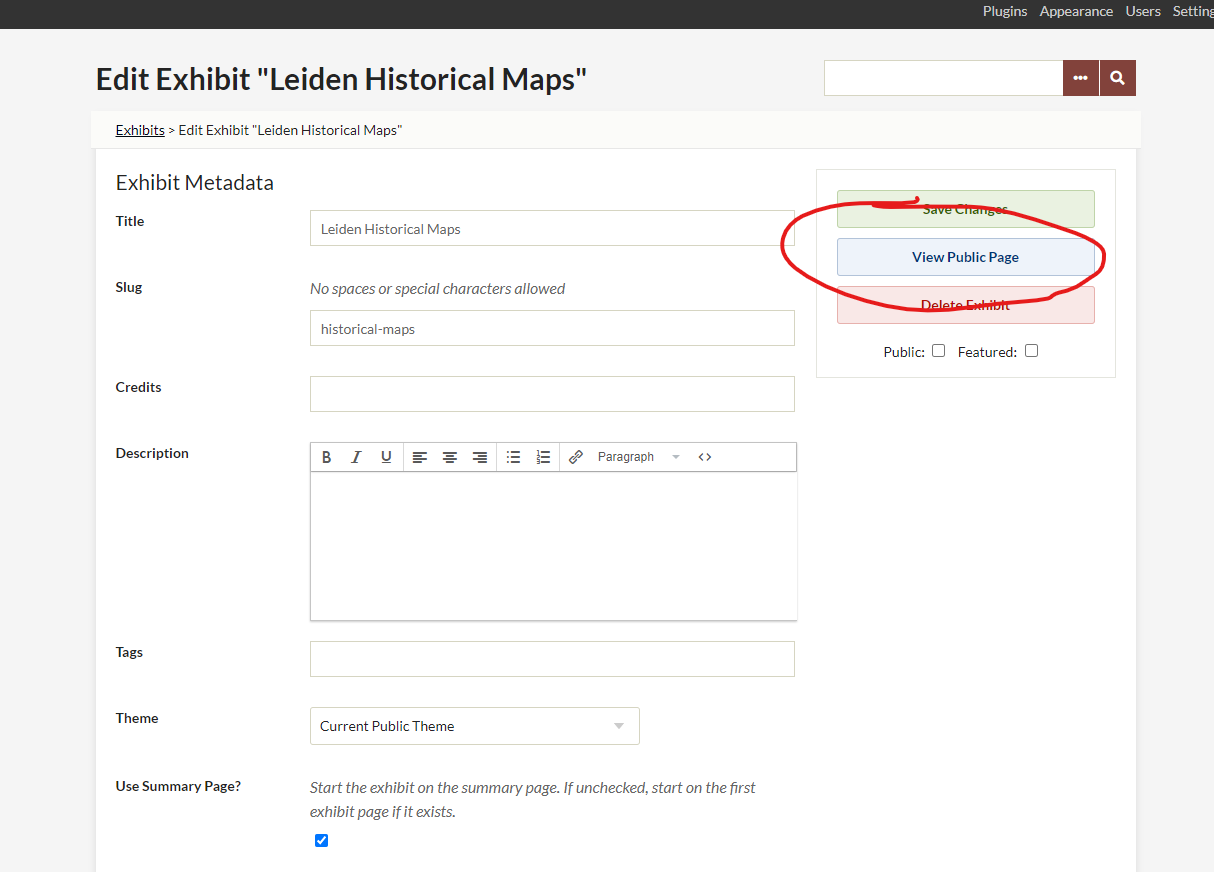 Plugins Appearance Users Setting
Edit Exhibit "Leiden Historical Maps"
Exhibits > Edit Exhibit "Leiden Historical Maps"
Exhibit Metadata
Title
Leiden Historical Maps
Slug
No spaces or special characters allowed
historical-maps
Credits
Description
B I U Paragraph
Tags
Theme
Current Public Theme
Use Summary Page?
Start the exhibit on the summary page. If unchecked, start on the first
exhibit page if it exists.
Save Changes
View Public Page
Delete Exhibit
Public: Featured: